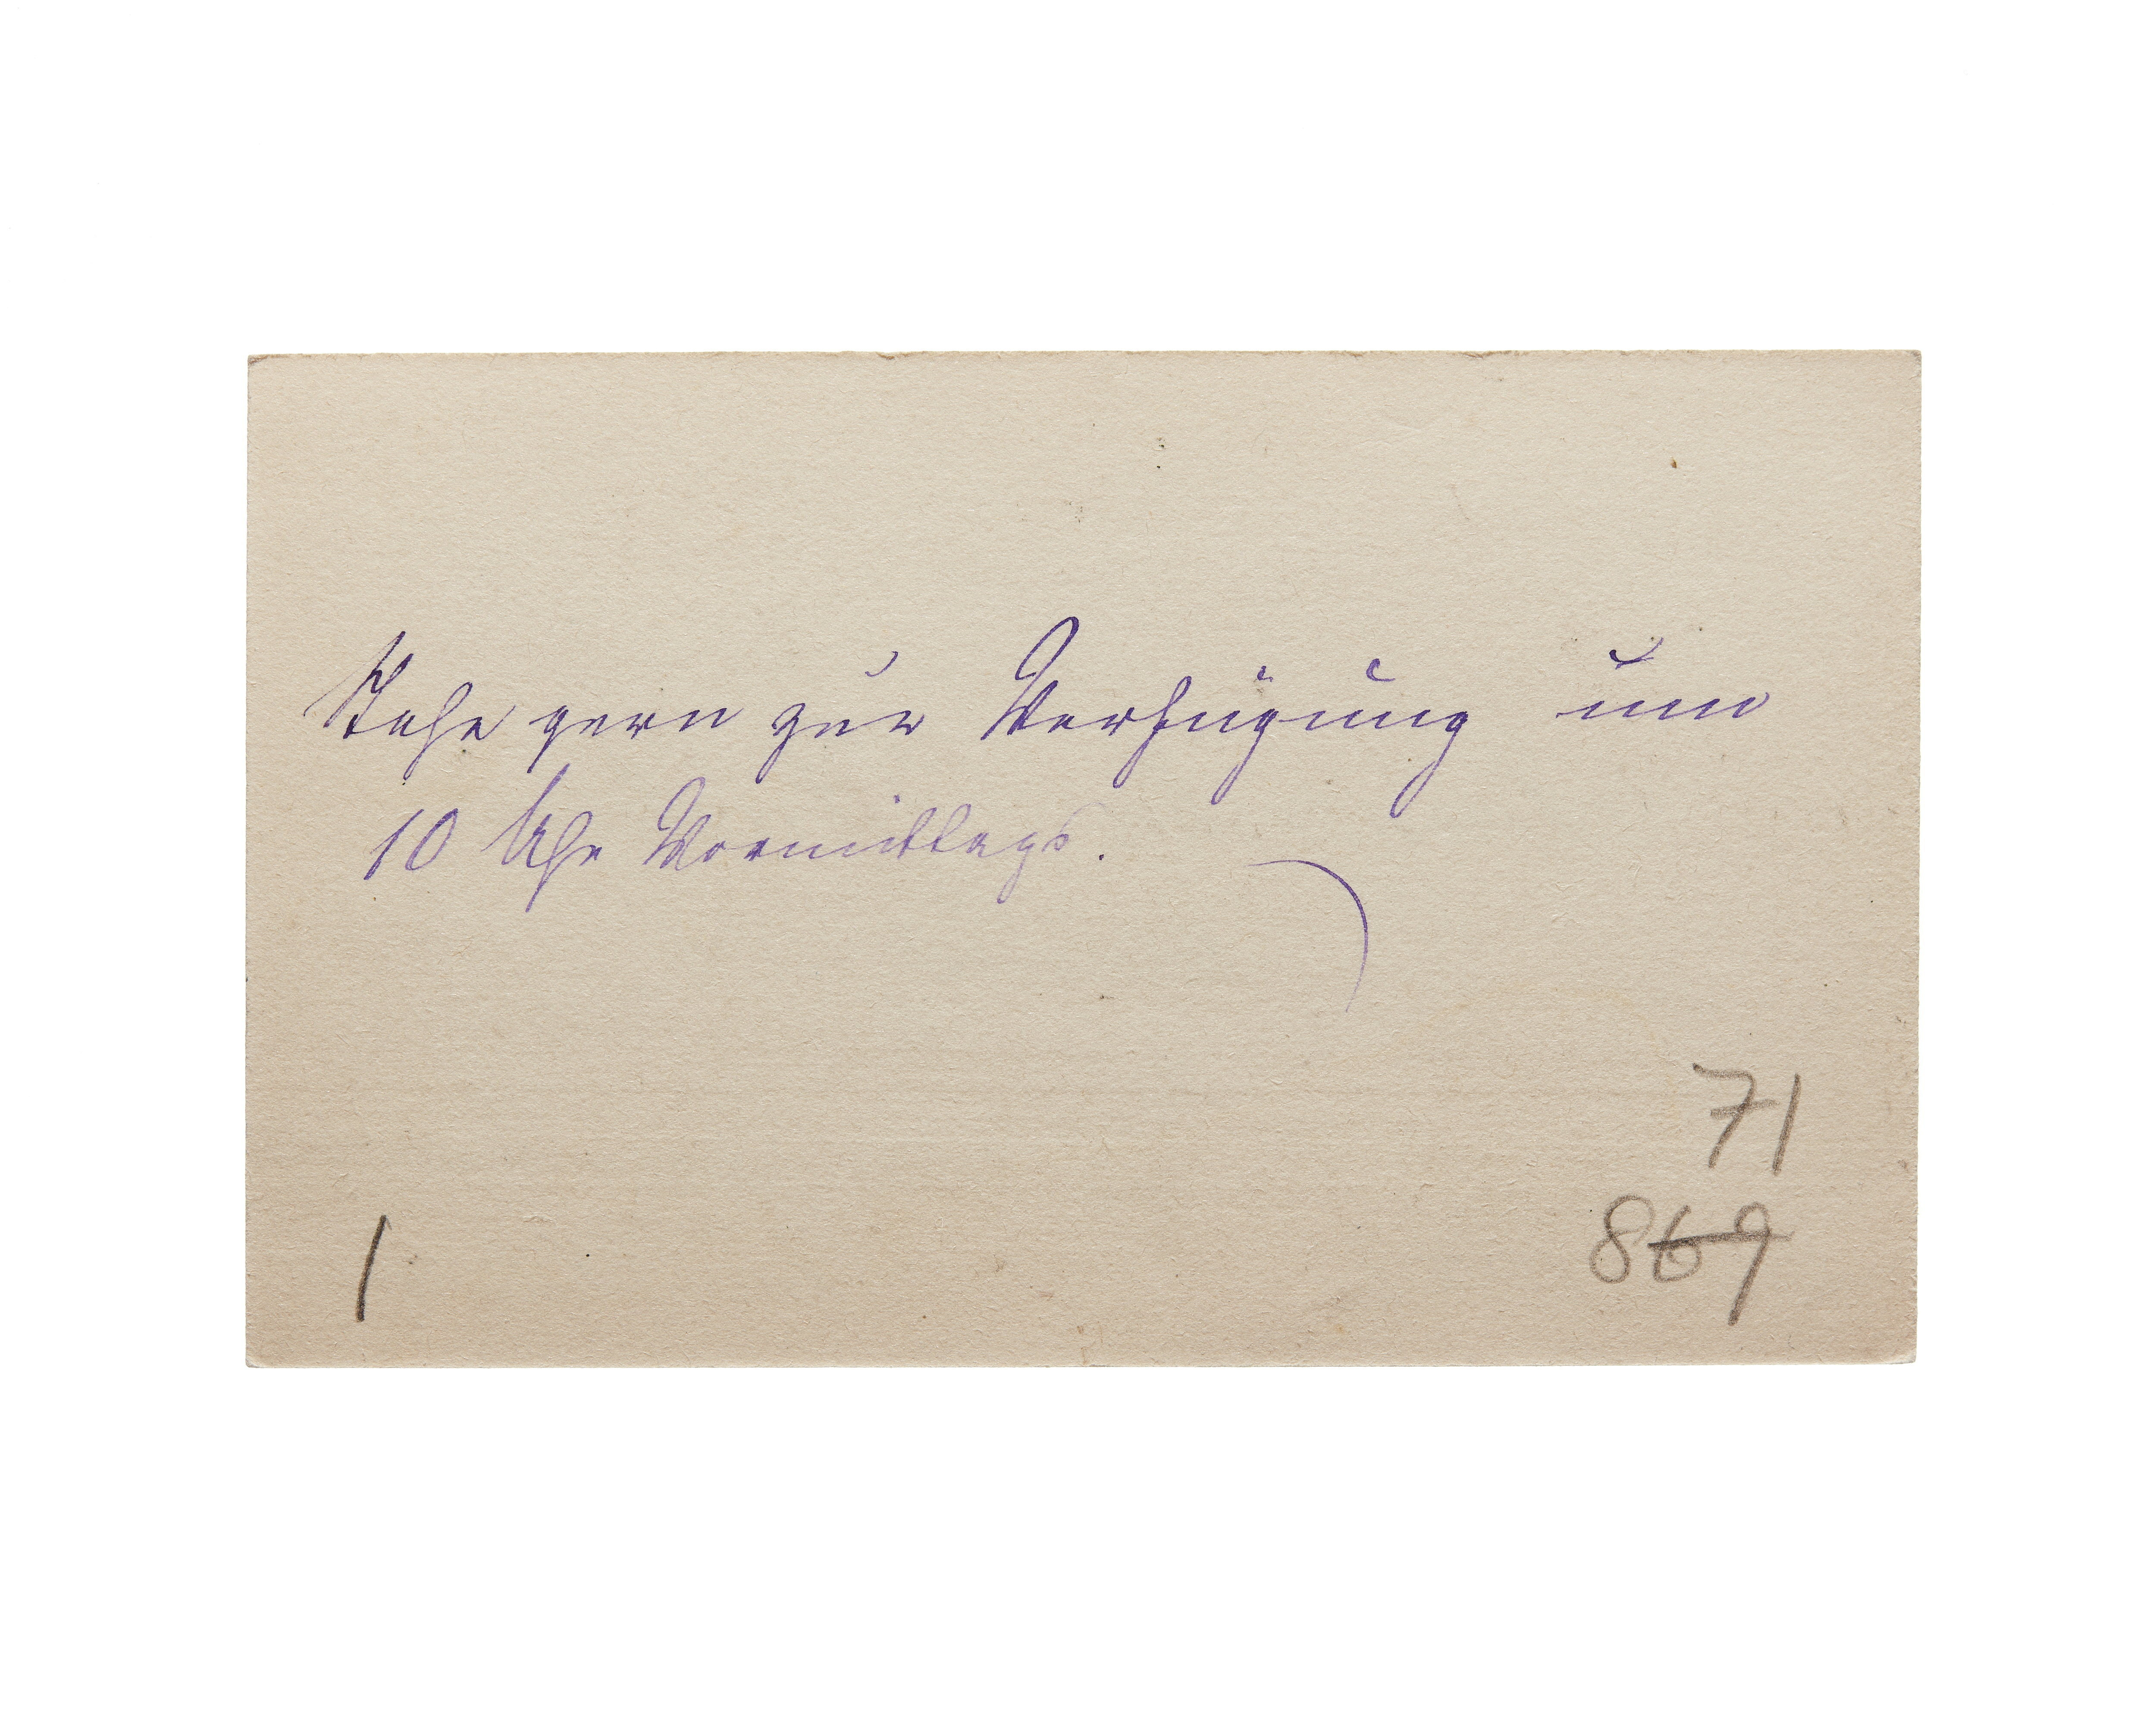 Stehe gern zur Verfügung um
10 Uhr Vormittags.
71
869
1